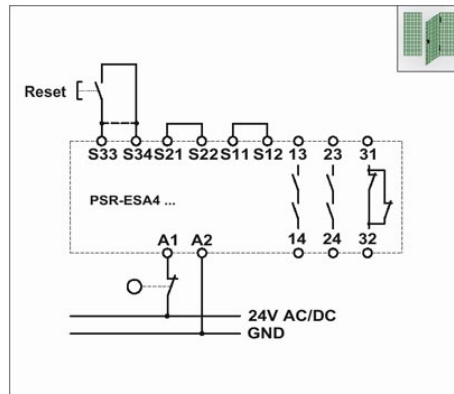 Reset
S33 S34 S21 S22 S11 S12 13 23 31
PSR-ESA4 ...
14 24 32
A1 A2
24V AC/DC
GND